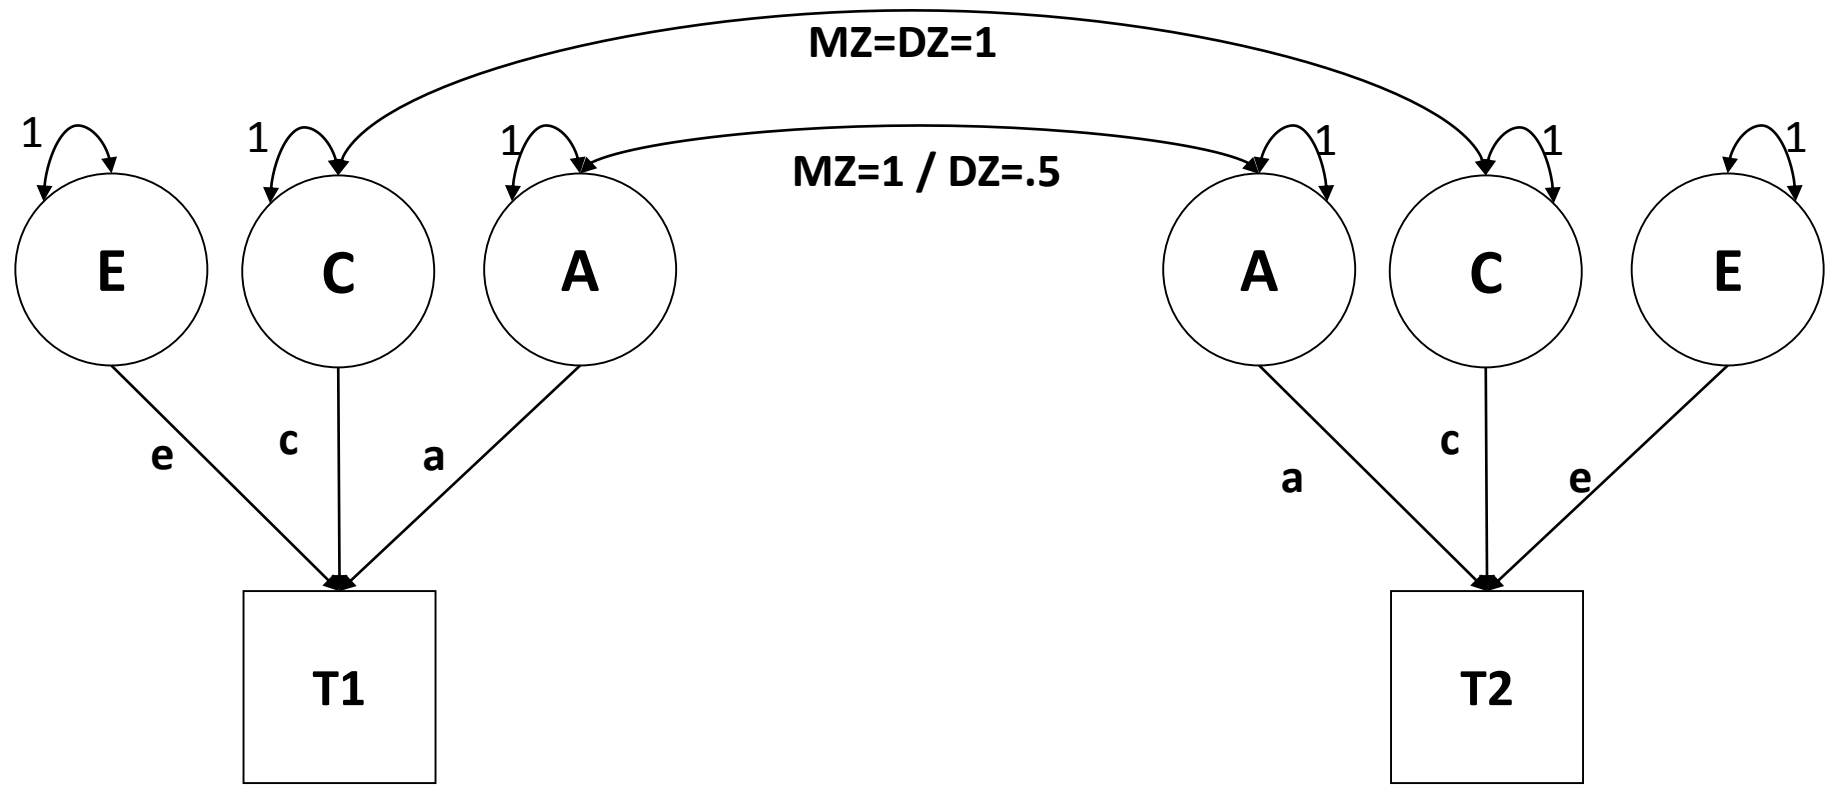 MZ=DZ=1
1 1 1 1 1 1
MZ=1 / DZ=.5
E C A A C E
e c a a c e
T1 T2